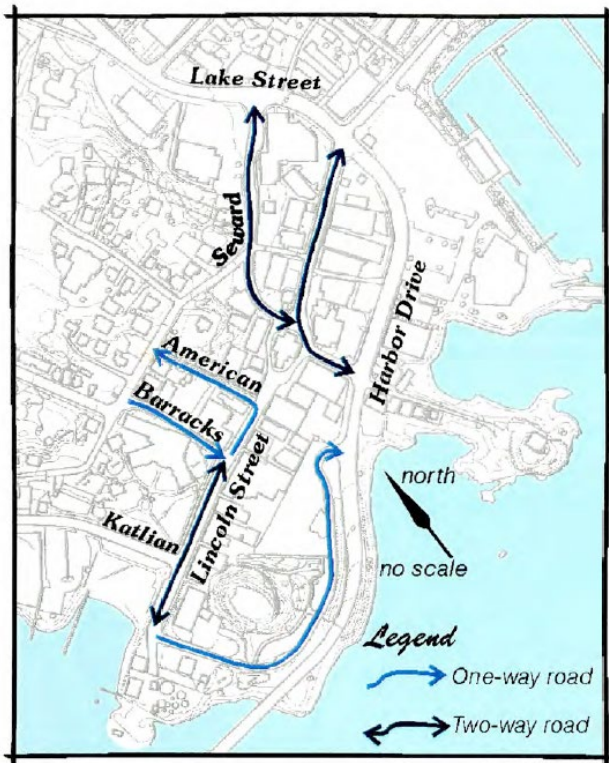 Lake Street
Seward
Harbor Drive
American
Barracks
Lincoln Street
Katlian
north
no scale
Legend
One-way road
Two-way road